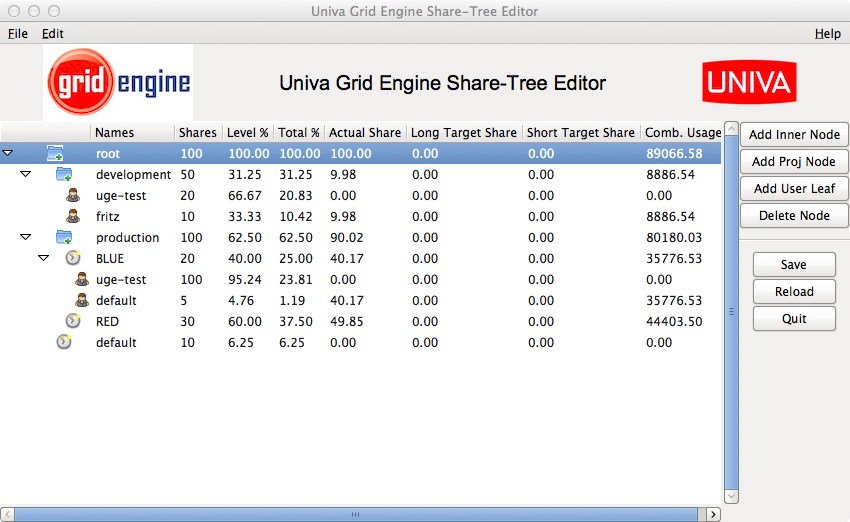 Univa Grid Engine Share-Tree Editor
File Edit Help
grid engine Univa Grid Engine Share-Tree Editor UNIVA
Names Shares Level % Total % Actual Share Long Target Share Short Target Share Comb. Usage
root 100 100.00 100.00 100.00 0.00 0.00 89066.58
development 50 31.25 31.25 9.98 0.00 0.00 8886.54
uge-test 20 66.67 20.83 0.00 0.00 0.00 0.00
fritz 10 33.33 10.42 9.98 0.00 0.00 8886.54
production 100 62.50 62.50 90.02 0.00 0.00 80180.03
BLUE 20 40.00 25.00 40.17 0.00 0.00 35776.53
uge-test 100 95.24 23.81 0.00 0.00 0.00 0.00
default 5 4.76 1.19 40.17 0.00 0.00 35776.53
RED 30 60.00 37.50 49.85 0.00 0.00 44403.50
default 10 6.25 6.25 0.00 0.00 0.00 0.00
Add Inner Node
Add Proj Node
Add User Leaf
Delete Node
Save
Reload
Quit